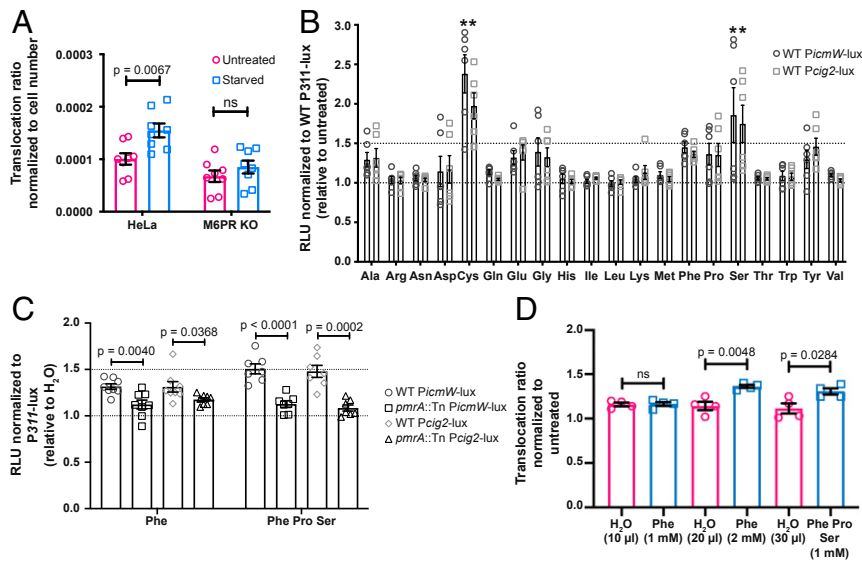 A
Translocation ratio
normalized to cell number
0.0003
0.0002
0.0001
0.0000
Untreated
Starved
p = 0.0067
ns
HeLa
M6PR KO
B
RLU normalized to WT P311-lux
(relative to untreated)
3.0
2.5
2.0
1.5
1.0
0.0
**
**
WT PicmW-lux
WT Pcig2-lux
Ala Arg Asn Asp Cys Gln Glu Gly His Ile Leu Lys Met Phe Pro Ser Thr Trp Tyr Val
C
RLU normalized to
P311-lux
(relative to H2O)
2.0
1.5
1.0
0.5
0.0
p = 0.0040
p = 0.0368
p < 0.0001
p = 0.0002
WT PicmW-lux
pmrA::Tn PicmW-lux
WT Pcig2-lux
pmrA::Tn Pcig2-lux
Phe
Phe Pro Ser
D
Translocation ratio
normalized to
untreated
2.0
1.5
1.0
0.0
ns
p = 0.0048
p = 0.0284
H2O Phe H2O Phe H2O Phe Pro
(10 µl) (1 mM) (20 µl) (2 mM) (30 µl) Ser
(1 mM)